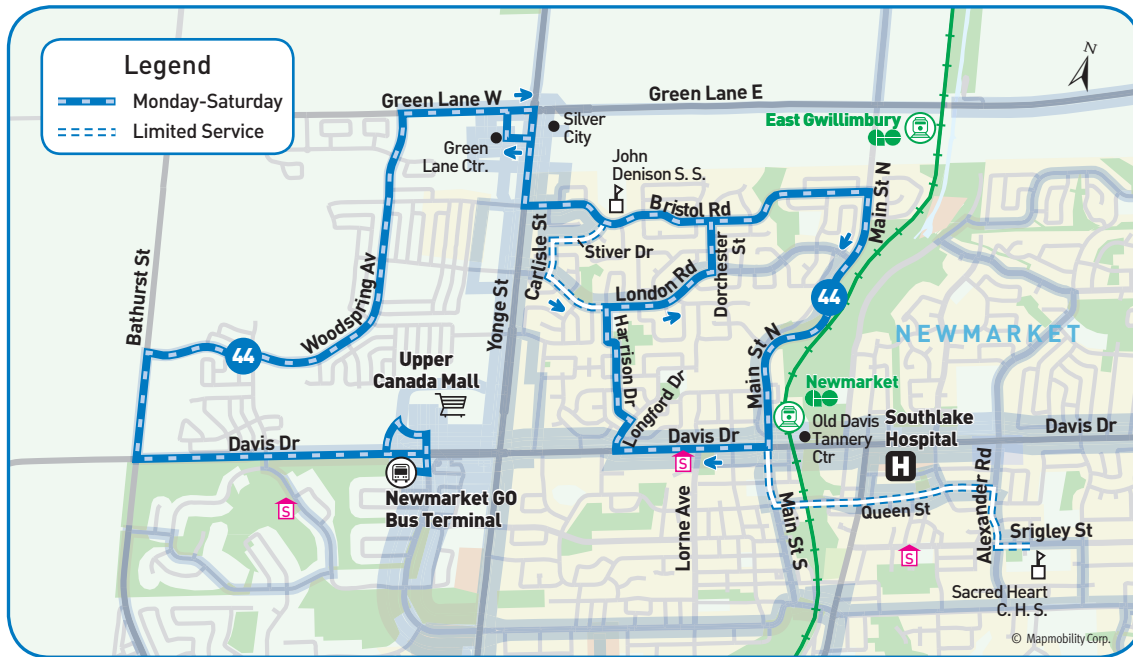 Legend
Monday-Saturday
Limited Service
N
Green Lane W
Green Lane E
Silver
City
Green
Lane Ctr.
East Gwillimbury
John
Denison S. S.
Bristol Rd
Main St N
Carlisle St
Stiver Dr
Dorchester
St
London Rd
44
Bathurst St
Woodspring Av
Yonge St
Harrison Dr
NEWMARKET
44
Upper
Canada Mall
Main St N
Longford Dr
Newmarket
Old Davis
Tannery
Ctr
Southlake
Hospital
H
Davis Dr
Davis Dr
Davis Dr
S
Newmarket GO
Bus Terminal
S
Lorne Ave
Main St S
Queen St
Alexander Rd
Srigley St
S
Sacred Heart
C. H. S.
© Mapmobility Corp.